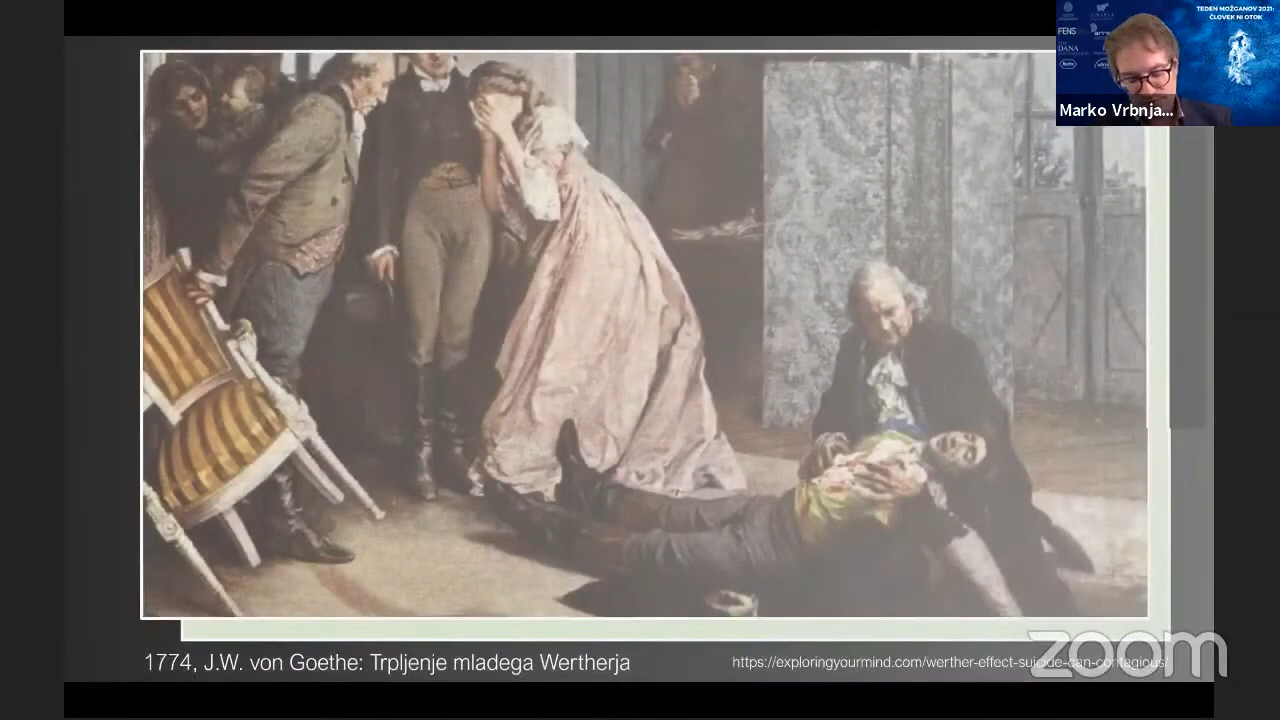 TEDEN MOŽGANOV 2021:
ČLOVEK NI OTOK
FENS
DANA
Marko Vrbnja...
1774, J.W. von Goethe: Trpljenje mladega Wertherja
https://exploringyourmind.com/werther-effect-suicide-can-contagious/
zoom